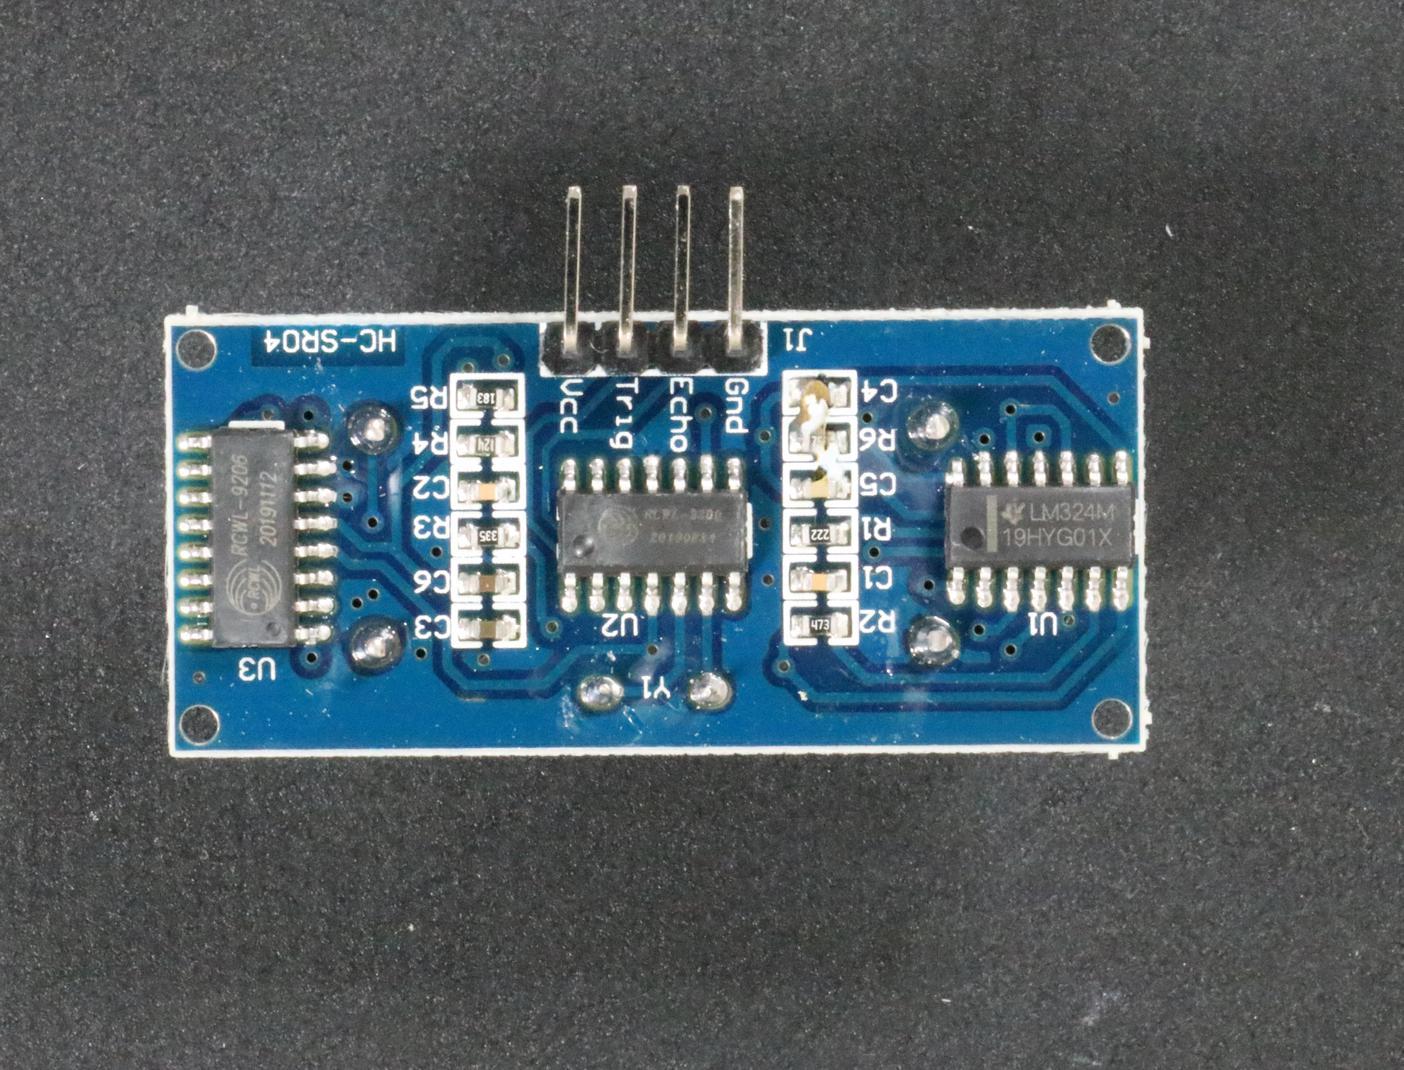 HC-SR04
J1
Vcc
Trig
Echo
Gnd
R5
183
R4
124
C2
R3
335
C6
C3
C4
R6
C5
R1
222
C1
R2
473
RCWL-9206
20191112
RCWL
U3
U2
LM324M
19HYG01X
U1
Y1